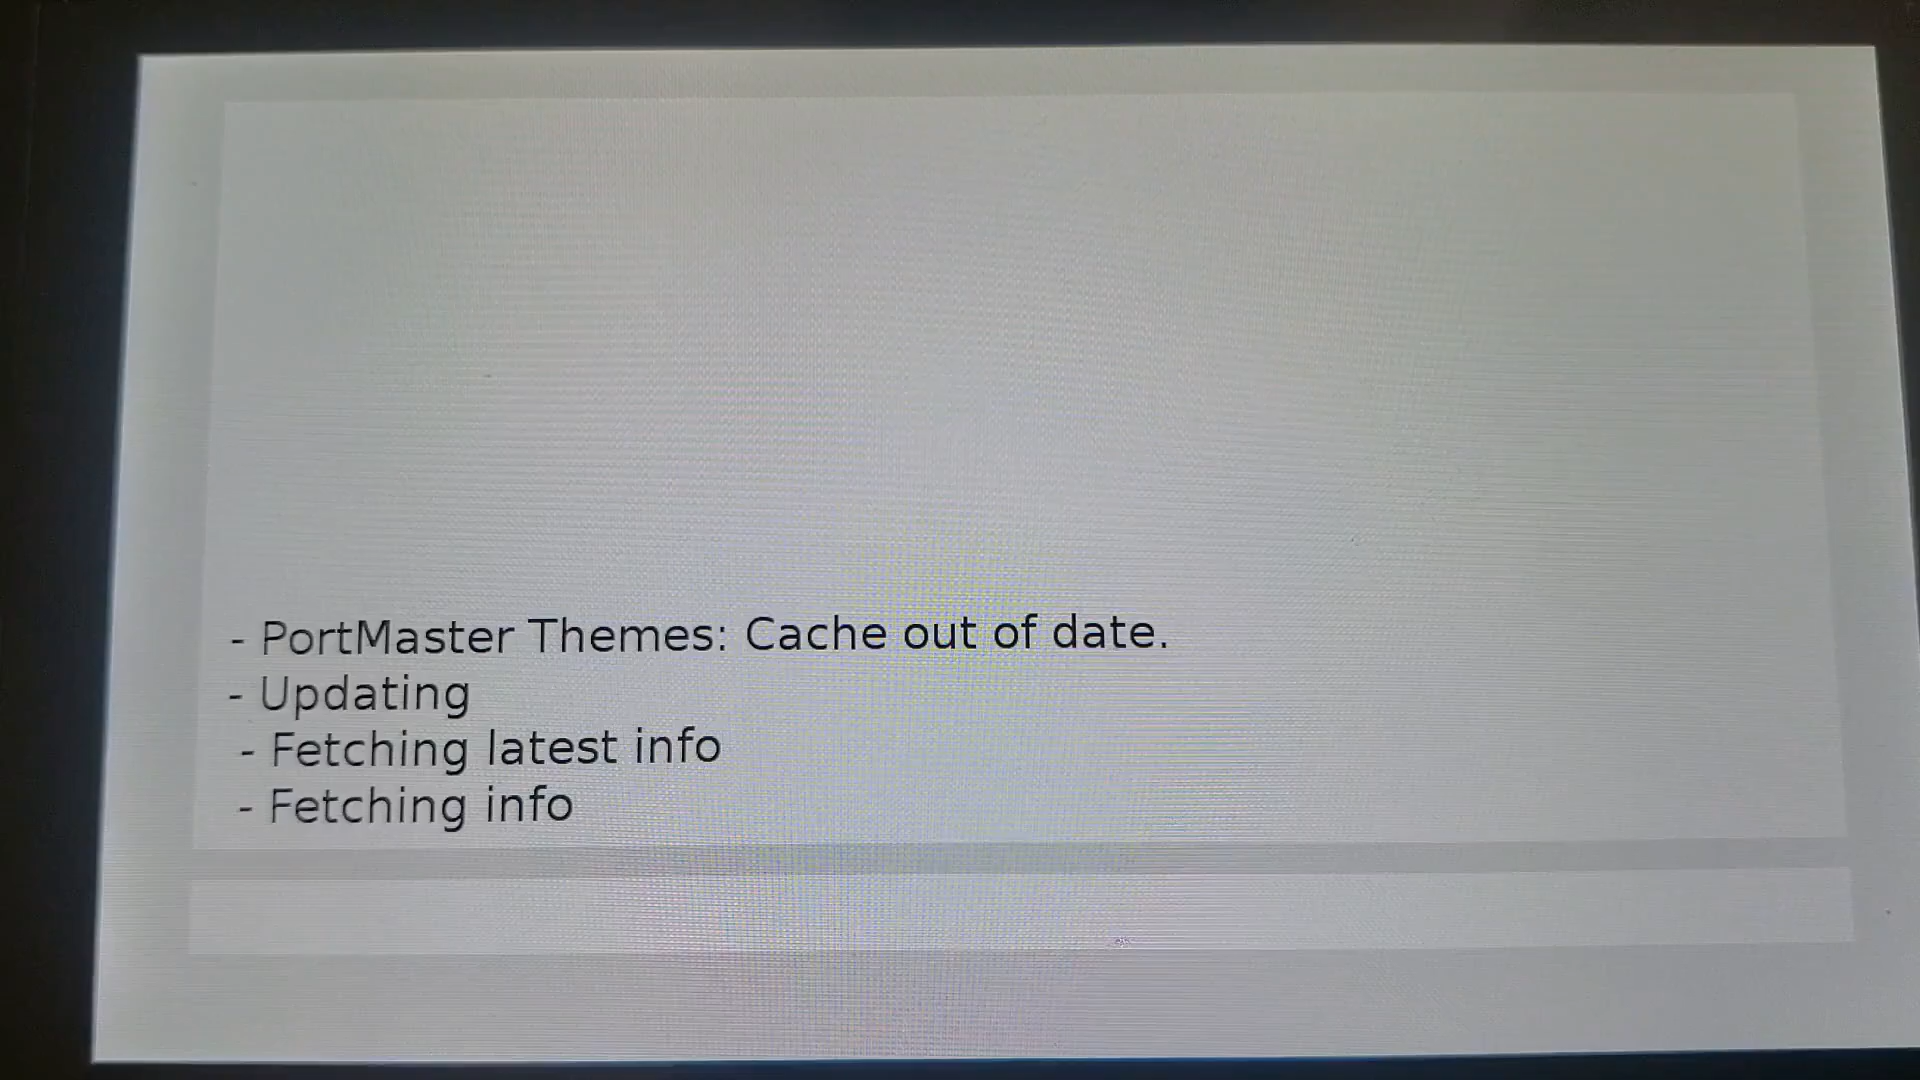 - PortMaster Themes: Cache out of date.
- Updating
- Fetching latest info
- Fetching info